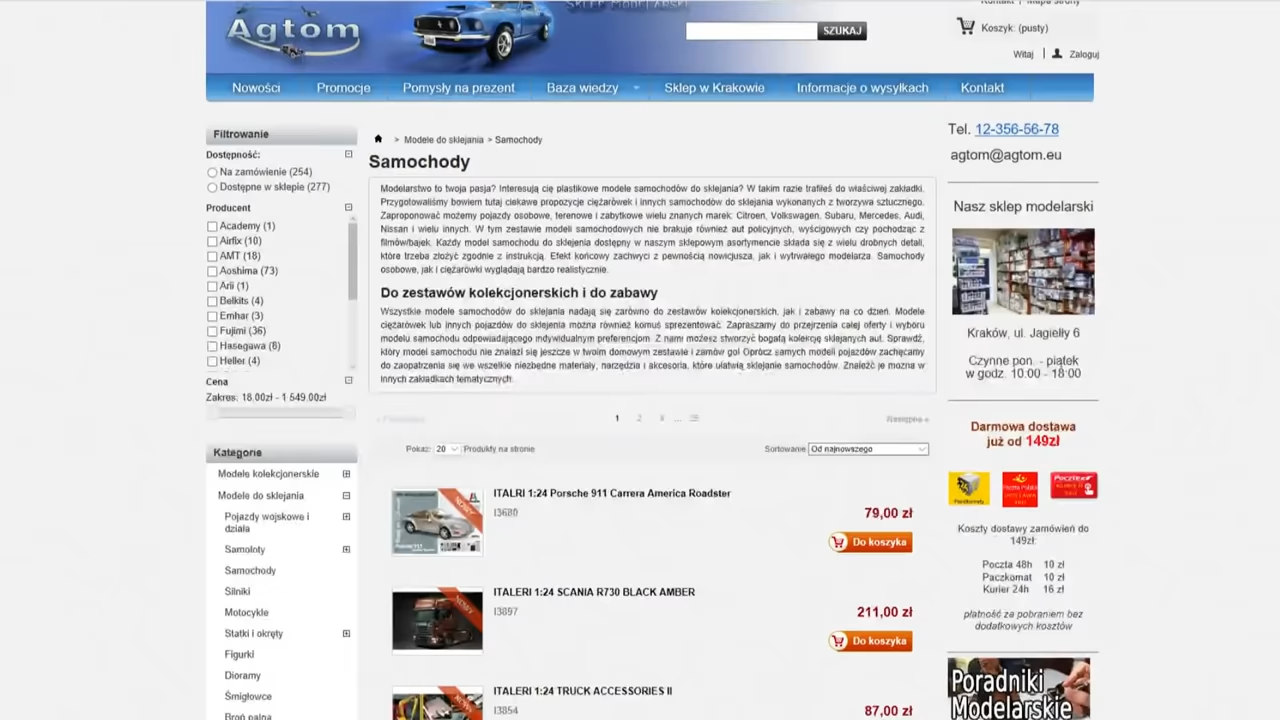 Kontakt | Mapa strony
Agtom
SKLEP MODELARSKI
SZUKAJ
Koszyk: (pusty)
Witaj | Zaloguj
Nowości Promocje Pomysły na prezent Baza wiedzy Sklep w Krakowie Informacje o wysyłkach Kontakt
Filtrowanie
Dostępność:
Na zamówienie (254)
Dostępne w sklepie (277)
Producent
Academy (1)
Airfix (10)
AMT (18)
Aoshima (73)
Arii (1)
Belkits (4)
Emhar (3)
Fujimi (36)
Hasegawa (8)
Heller (4)
Cena
Zakres: 18,00zł - 1 549,00zł
Kategorie
Modele kolekcjonerskie
Modele do sklejania
Pojazdy wojskowe i
działa
Samoloty
Samochody
Silniki
Motocykle
Statki i okręty
Figurki
Dioramy
Śmigłowce
Broń palna
> Modele do sklejania > Samochody
Samochody
Modelarstwo to twoja pasja? Interesują cię plastikowe modele samochodów do sklejania? W takim razie trafiłeś do właściwej zakładki.
Przygotowaliśmy bowiem tutaj ciekawe propozycje ciężarówek i innych samochodów do sklejania wykonanych z tworzywa sztucznego.
Zaproponować możemy pojazdy osobowe, terenowe i zabytkowe wielu znanych marek: Citroen, Volkswagen, Subaru, Mercedes, Audi,
Nissan i wielu innych. W tym zestawie modeli samochodowych nie brakuje również aut policyjnych, wyścigowych czy pochodząc z
filmów/bajek. Każdy model samochodu do sklejenia dostępny w naszym sklepowym asortymencie składa się z wielu drobnych detali,
które trzeba złożyć zgodnie z instrukcją. Efekt końcowy zachwyci z pewnością nowicjusza, jak i wytrwałego modelarza. Samochody
osobowe, jak i ciężarówki wyglądają bardzo realistycznie.
Do zestawów kolekcjonerskich i do zabawy
Wszystkie modele samochodów do sklejania nadają się zarówno do zestawów kolekcjonerskich, jak i zabawy na co dzień. Modele
ciężarówek lub innych pojazdów do sklejenia można również komuś sprezentować. Zapraszamy do przejrzenia całej oferty i wyboru
modelu samochodu odpowiadającego indywidualnym preferencjom. Z nami możesz stworzyć bogatą kolekcję sklejanych aut. Sprawdź,
który model samochodu nie znalazł się jeszcze w twoim domowym zestawie i zamów go! Oprócz samych modeli pojazdów zachęcamy
do zaopatrzenia się we wszelkie niezbędne materiały, narzędzia i akcesoria, które ułatwią sklejanie samochodów. Znaleźć je można w
innych zakładkach tematycznych.
1 2 ... Następne »
Pokaż: 20 Produkty na stronie Sortowanie Od najnowszego
NOWY
ITALRI 1:24 Porsche 911 Carrera America Roadster
I3680
79,00 zł
Do koszyka
NOWY
ITALERI 1:24 SCANIA R730 BLACK AMBER
I3897
211,00 zł
Do koszyka
ITALERI 1:24 TRUCK ACCESSORIES II
I3854
87,00 zł
Tel. 12-356-56-78
agtom@agtom.eu
Nasz sklep modelarski
Kraków, ul. Jagiełły 6
Czynne pon. - piątek
w godz. 10:00 - 18:00
Darmowa dostawa
już od 149zł
Koszty dostawy zamówień do
149zł:
Poczta 48h 10 zł
Paczkomat 10 zł
Kurier 24h 16 zł
płatność za pobraniem bez
dodatkowych kosztów
Poradniki
Modelarskie